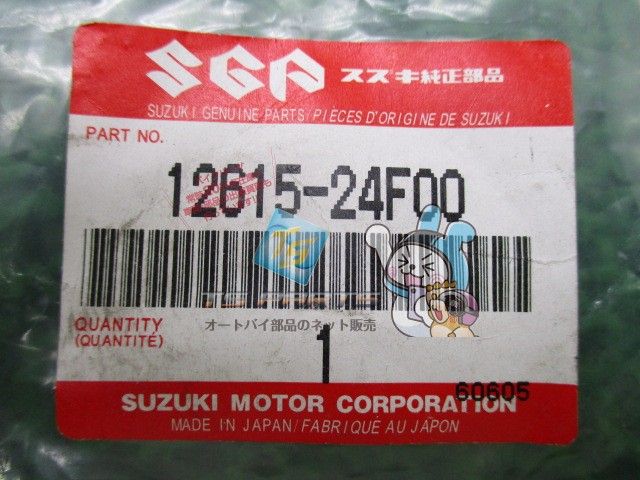 SGP スズキ純正部品
SUZUKI GENUINE PARTS/PIÈCES D'ORIGINE DE SUZUKI
PART NO.
12615-24F00
オートバイ部品のネット販売
QUANTITY
(QUANTITÉ)
1
60605
SUZUKI MOTOR CORPORATION
MADE IN JAPAN/FABRIQUÉ AU JAPON